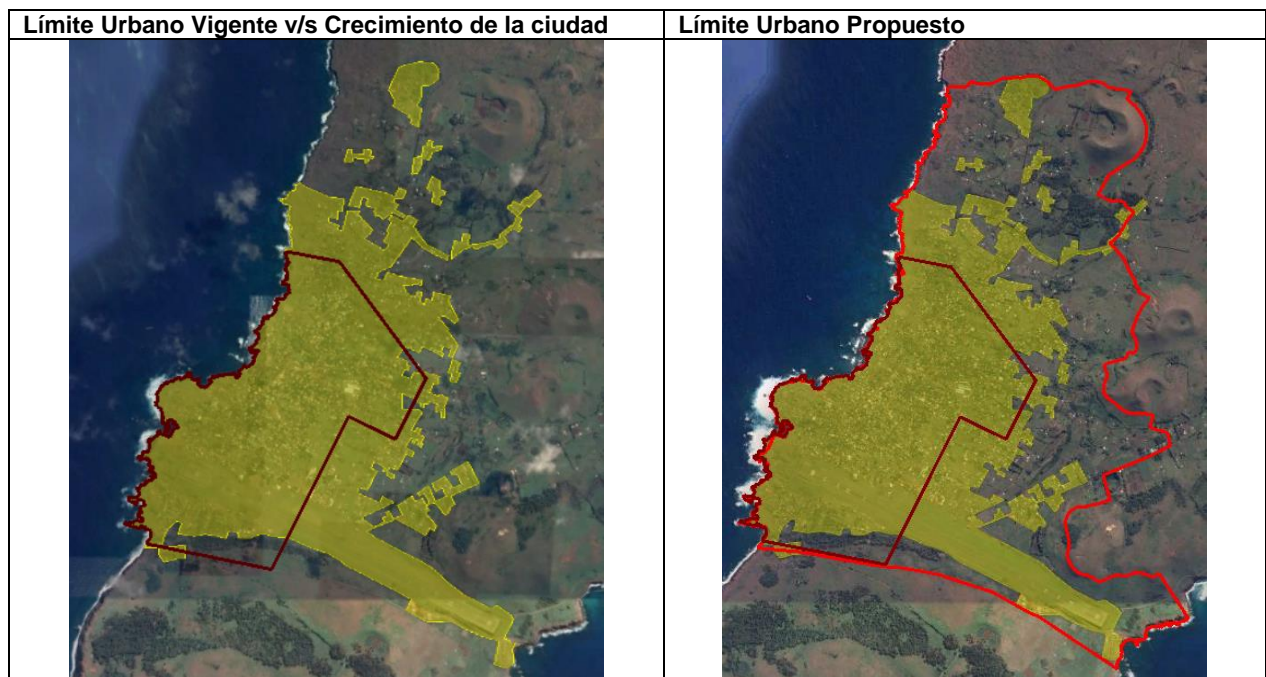 Límite Urbano Vigente v/s Crecimiento de la ciudad
Límite Urbano Propuesto